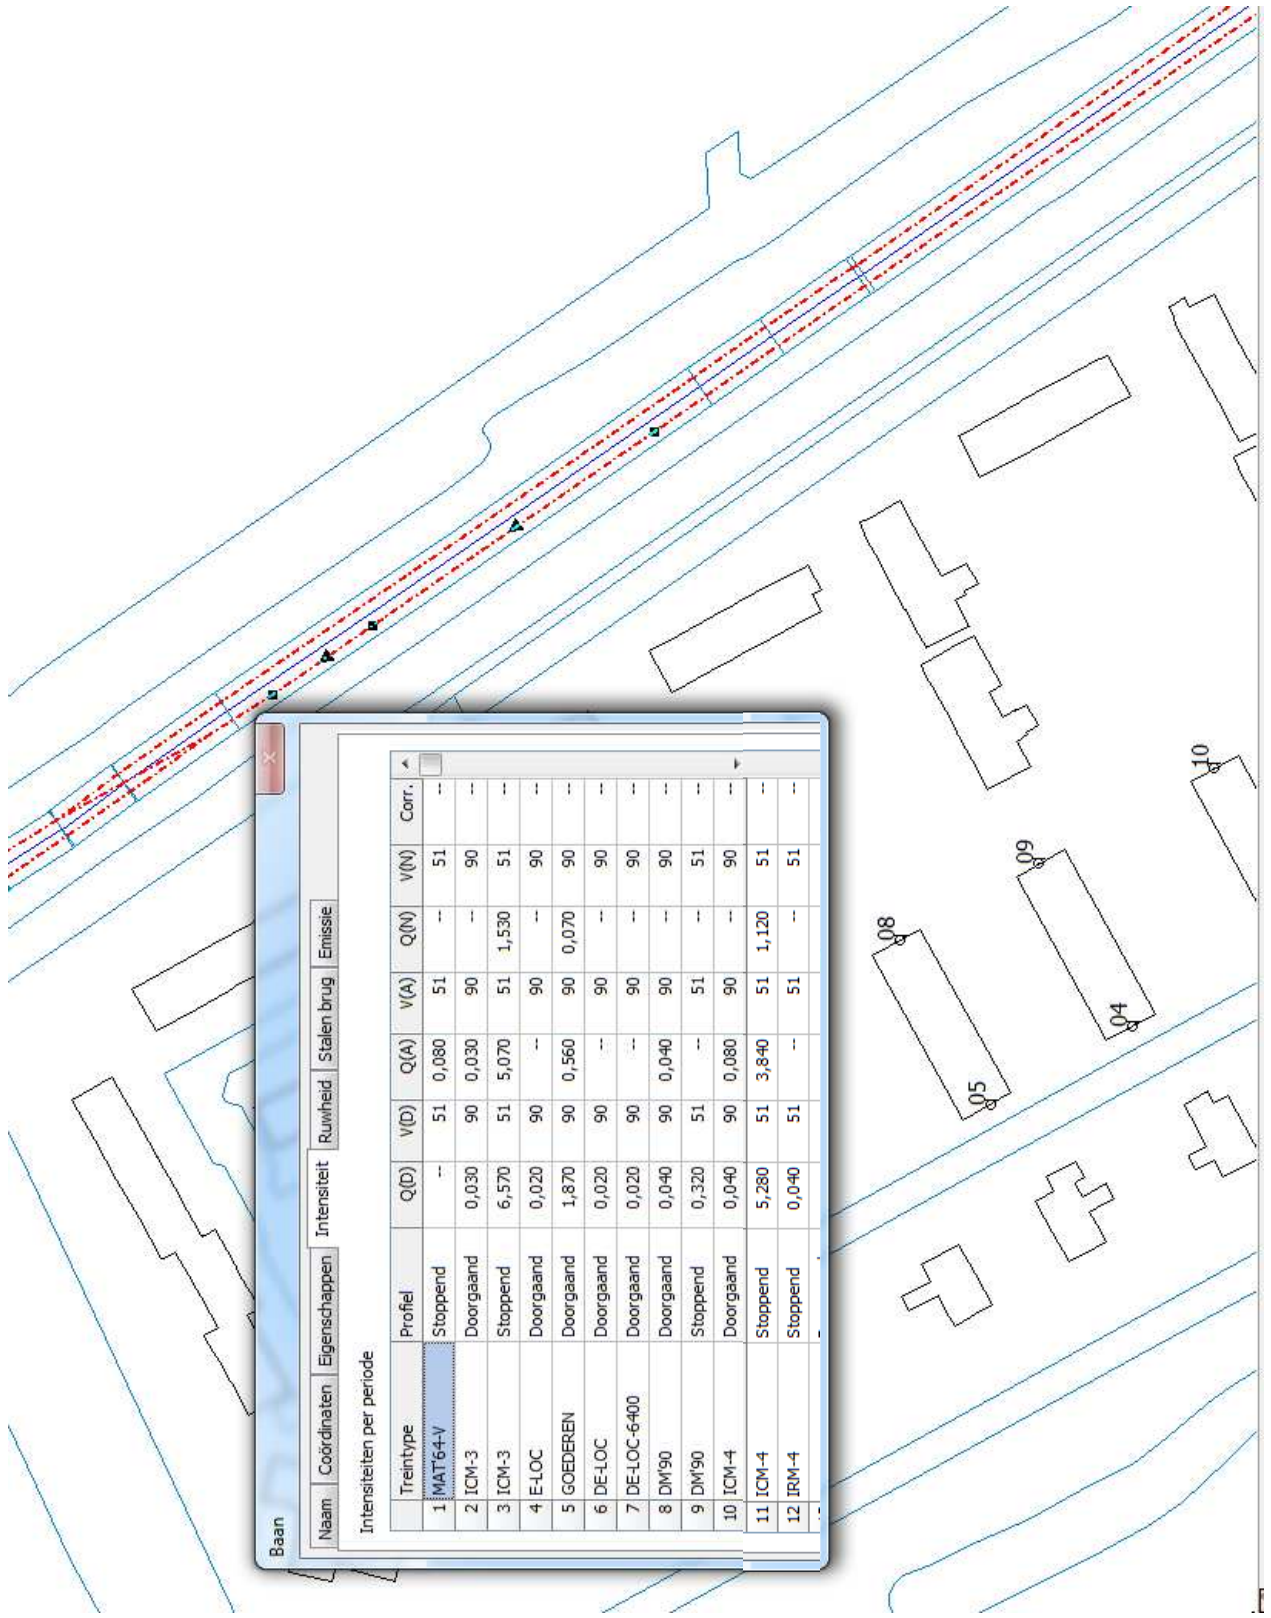 Baan
Naam Coördinaten Eigenschappen Intensiteit Ruwheid Stalen brug Emissie
Intensiteiten per periode
Treintype Profiel Q(D) V(D) Q(A) V(A) Q(N) V(N) Corr.
1 MAT'64-V Stoppend -- 51 0,080 51 -- 51 --
2 ICM-3 Doorgaand 0,030 90 0,030 90 -- 90 --
3 ICM-3 Stoppend 6,570 51 5,070 51 1,530 51 --
4 E-LOC Doorgaand 0,020 90 -- 90 -- 90 --
5 GOEDEREN Doorgaand 1,870 90 0,560 90 0,070 90 --
6 DE-LOC Doorgaand 0,020 90 -- 90 -- 90 --
7 DE-LOC-6400 Doorgaand 0,020 90 -- 90 -- 90 --
8 DM'90 Doorgaand 0,040 90 0,040 90 -- 90 --
9 DM'90 Stoppend 0,320 51 -- 51 -- 51 --
10 ICM-4 Doorgaand 0,040 90 0,080 90 -- 90 --
11 ICM-4 Stoppend 5,280 51 3,840 51 1,120 51 --
12 IRM-4 Stoppend 0,040 51 -- 51 -- 51 --
05
08
04
09
10